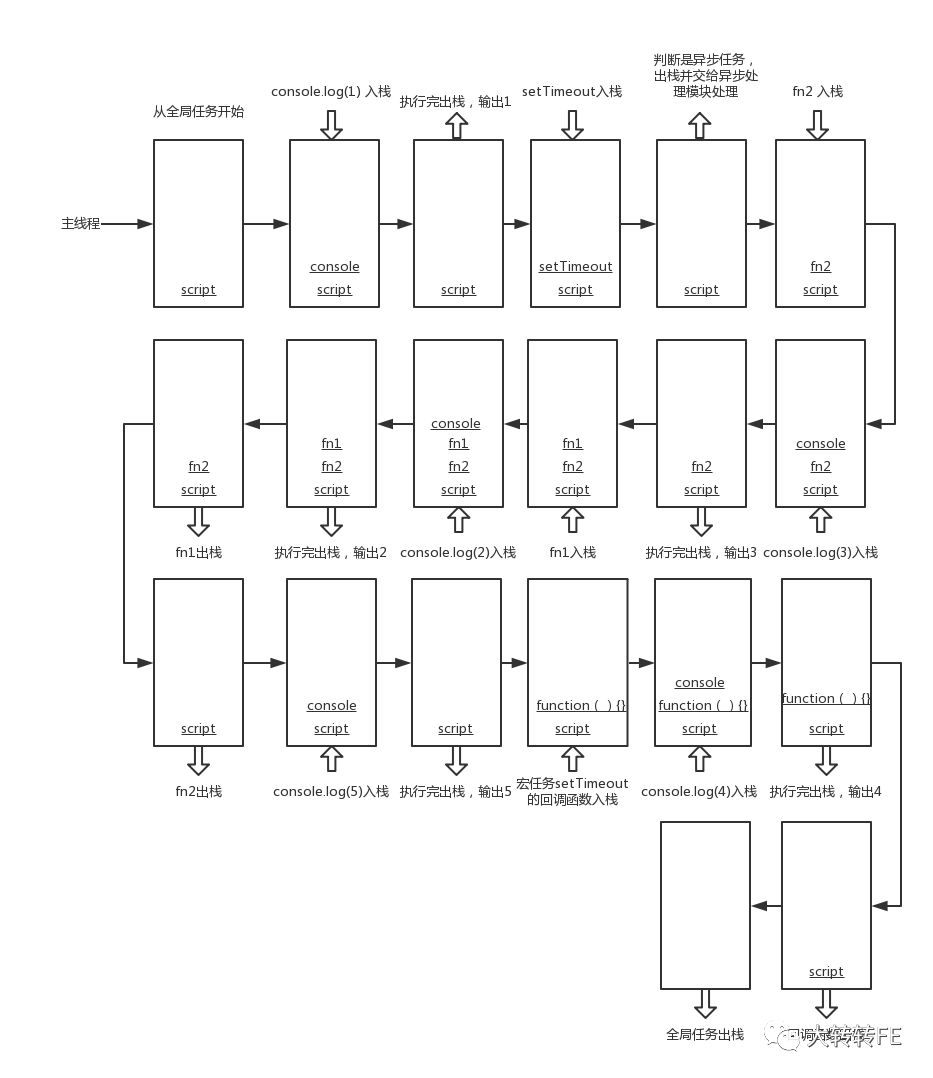 从全局任务开始
console.log(1) 入栈
执行完出栈，输出1
setTimeout入栈
判断是异步任务，
出栈并交给异步处
理模块处理
fn2 入栈
主线程
script
console
script
script
setTimeout
script
script
fn2
script
fn2
script
fn1
fn2
script
console
fn1
fn2
script
fn1
fn2
script
fn2
script
console
fn2
script
fn1出栈
执行完出栈，输出2
console.log(2)入栈
fn1入栈
执行完出栈，输出3
console.log(3)入栈
script
console
script
script
function ( ) {}
script
console
function ( ) {}
script
function ( ) {}
script
fn2出栈
console.log(5)入栈
执行完出栈，输出5
宏任务setTimeout
的回调函数入栈
console.log(4)入栈
执行完出栈，输出4
script
全局任务出栈
回调
大转转FE